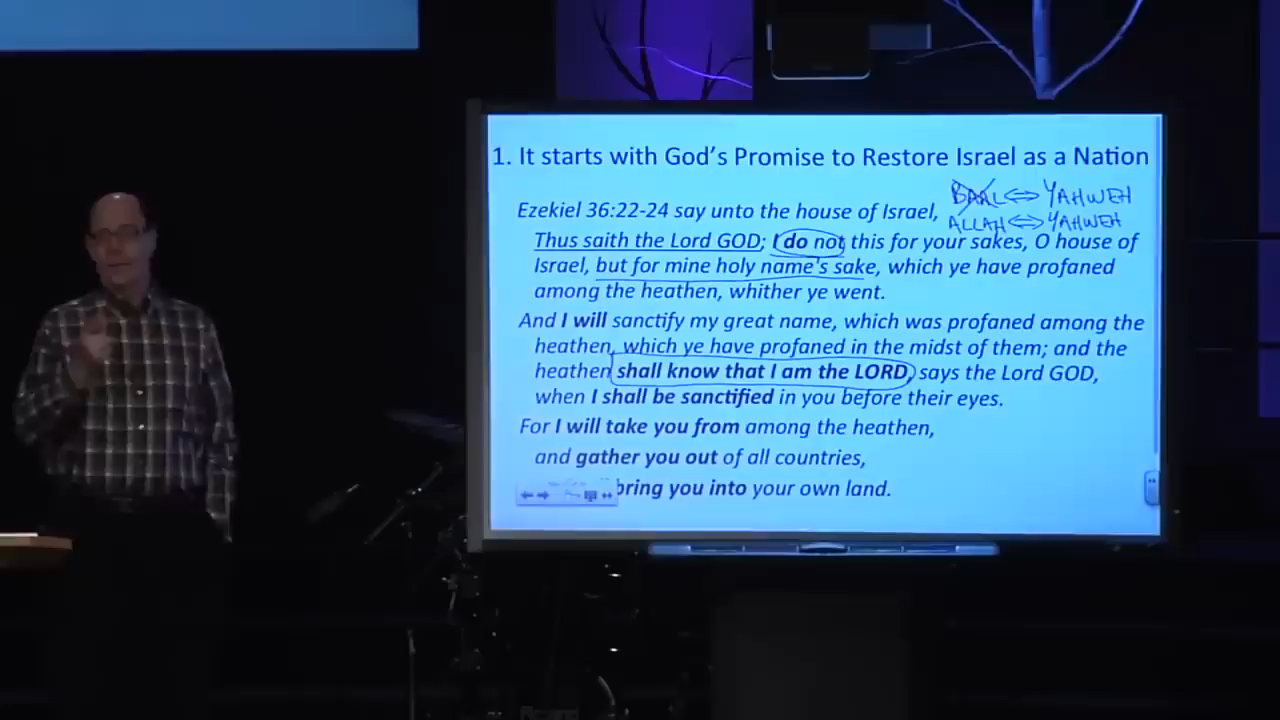 1. It starts with God's Promise to Restore Israel as a Nation
BAAL ⇔ YAHWEH
Ezekiel 36:22-24 say unto the house of Israel,
ALLAH ⇔ YAHWEH
Thus saith the Lord GOD; I do not this for your sakes, O house of
Israel, but for mine holy name's sake, which ye have profaned
among the heathen, whither ye went.
And I will sanctify my great name, which was profaned among the
heathen, which ye have profaned in the midst of them; and the
heathen shall know that I am the LORD, says the Lord GOD,
when I shall be sanctified in you before their eyes.
For I will take you from among the heathen,
and gather you out of all countries,
bring you into your own land.